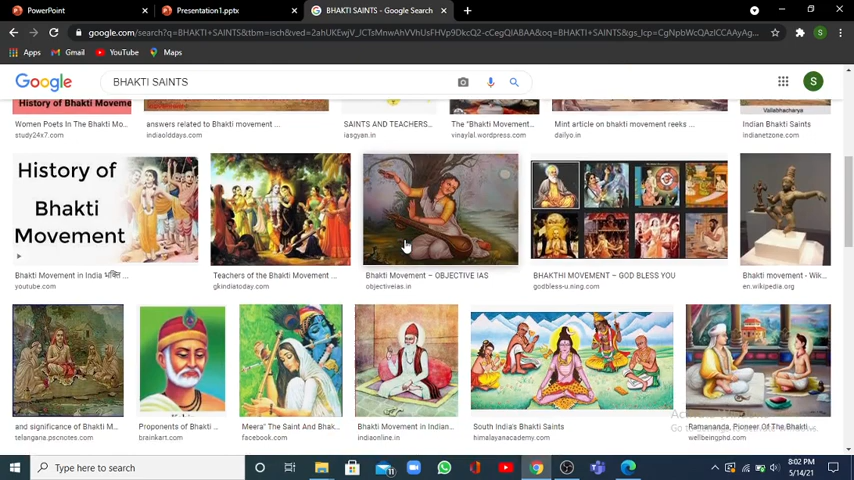 PowerPoint
Presentation1.pptx
BHAKTI SAINTS - Google Search
google.com/search?q=BHAKTI+SAINTS&tbm=isch&ved=2ahUKEwjV_JCTsMnwAhVVhUsFHVp9DkcQ2-cCegQIABAA&oq=BHAKTI+SAINTS&gs_lcp=CgNpbWcQAzICCAAyAg
Apps
Gmail
YouTube
Maps
Google
BHAKTI SAINTS
S
History of Bhakti Moveme
Vallabhacharya
Women Poets In The Bhakti Mo...
answers related to Bhakti movement ...
SAINTS AND TEACHERS...
The "Bhakti Movement...
Mint article on bhakti movement reeks ...
Indian Bhakti Saints
study24x7.com
indiaolddays.com
iasgyan.in
vinaylal.wordpress.com
dailyo.in
indianetzone.com
History of
Bhakti
Movement
Bhakti Movement in India भक्ति ...
Teachers of the Bhakti Movement ...
Bhakti Movement – OBJECTIVE IAS
BHAKTHI MOVEMENT – GOD BLESS YOU
Bhakti movement - Wik...
youtube.com
gkindiatoday.com
objectiveias.in
godbless-u.ning.com
en.wikipedia.org
and significance of Bhakti M...
Proponents of Bhakti ...
Meera" The Saint And Bhak...
Bhakti Movement in Indian...
South India's Bhakti Saints
Ramananda, Pioneer Of The Bhakti ...
telangana.pscnotes.com
brainkart.com
facebook.com
indiaonline.in
himalayaacademy.com
wellbeingphd.com
Type here to search
11
8:02 PM
5/14/21